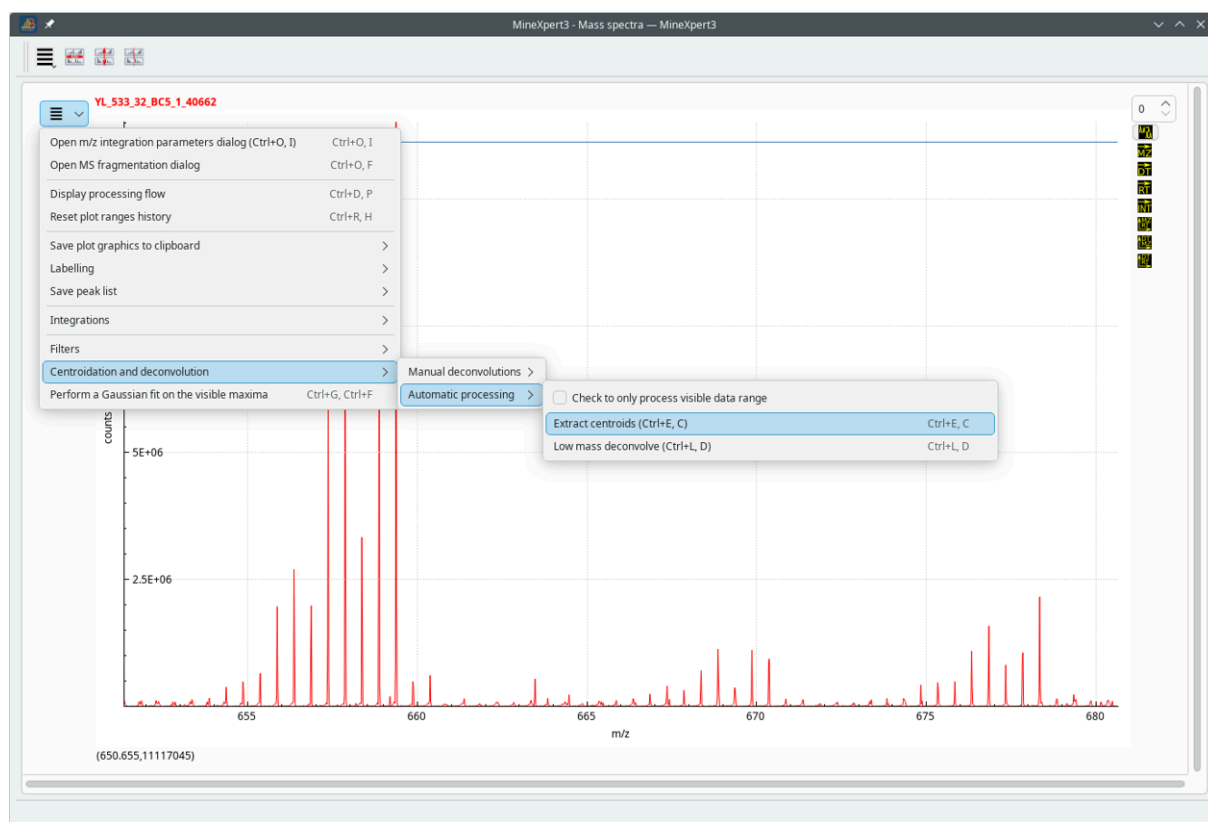 MineXpert3 - Mass spectra — MineXpert3
YL_533_32_BC5_1_40662
0
Open m/z integration parameters dialog (Ctrl+O, I) Ctrl+O, I
Open MS fragmentation dialog Ctrl+O, F
Display processing flow Ctrl+D, P
Reset plot ranges history Ctrl+R, H
Save plot graphics to clipboard
Labelling
Save peak list
Integrations
Filters
Centroidation and deconvolution
Perform a Gaussian fit on the visible maxima Ctrl+G, Ctrl+F
Manual deconvolutions
Automatic processing
Check to only process visible data range
Extract centroids (Ctrl+E, C) Ctrl+E, C
Low mass deconvolve (Ctrl+L, D) Ctrl+L, D
MZ
DT
RT
INT
counts
5E+06
2.5E+06
655 660 665 670 675 680
m/z
(650.655,11117045)